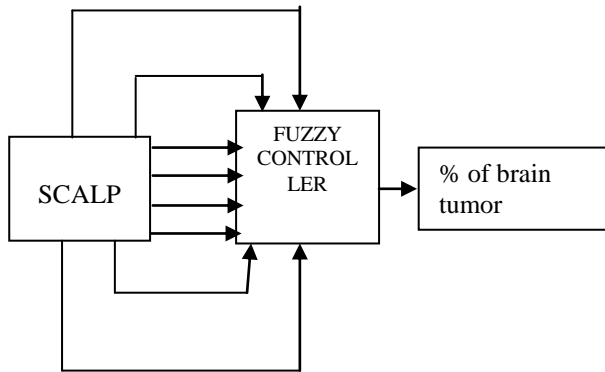 SCALP
FUZZY
CONTROL
LER
% of brain
tumor